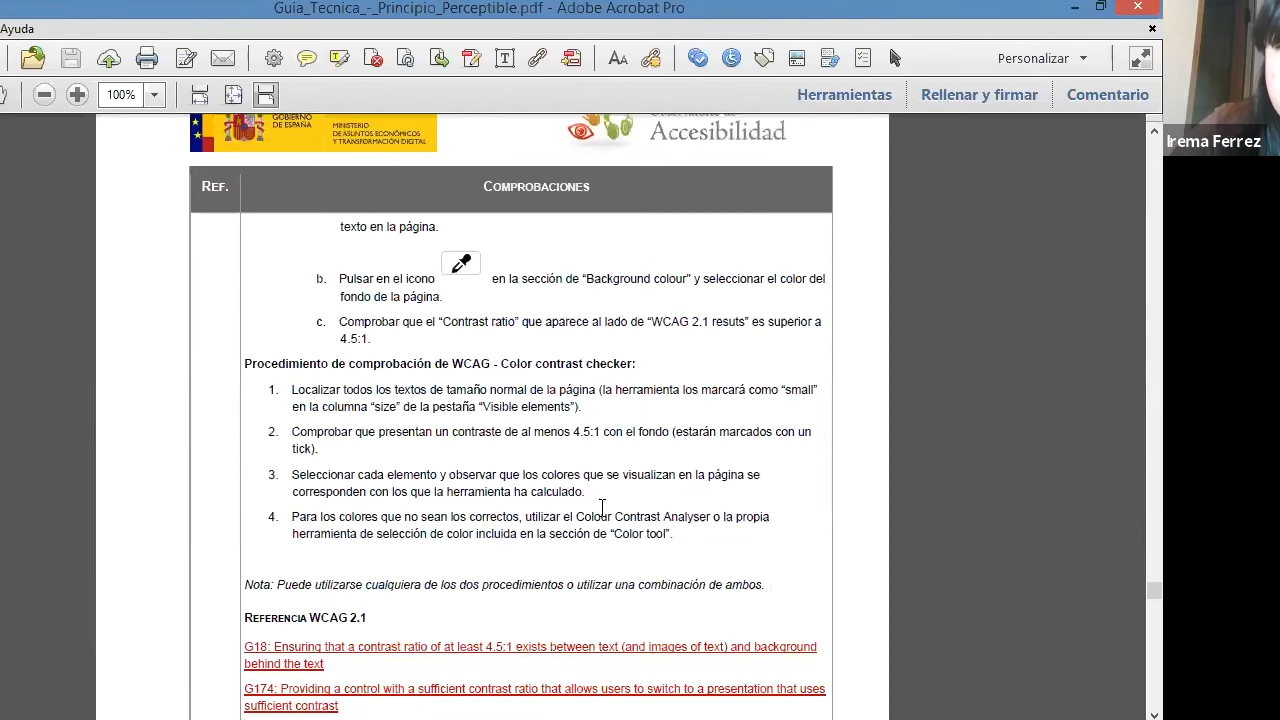 Guia_Tecnica_-_Principio_Perceptible.pdf - Adobe Acrobat Pro
Ayuda
Personalizar
100%
Herramientas
Rellenar y firmar
Comentario
GOBIERNO
DE ESPAÑA
MINISTERIO
DE ASUNTOS ECONÓMICOS
Y TRANSFORMACIÓN DIGITAL
Accesibilidad
Irema Ferrez
REF.
COMPROBACIONES
texto en la página.
b. Pulsar en el icono en la sección de “Background colour” y seleccionar el color del
fondo de la página.
c. Comprobar que el “Contrast ratio” que aparece al lado de “WCAG 2.1 resuts” es superior a
4.5:1.
Procedimiento de comprobación de WCAG - Color contrast checker:
1. Localizar todos los textos de tamaño normal de la página (la herramienta los marcará como “small”
en la columna “size” de la pestaña “Visible elements”).
2. Comprobar que presentan un contraste de al menos 4.5:1 con el fondo (estarán marcados con un
tick).
3. Seleccionar cada elemento y observar que los colores que se visualizan en la página se
corresponden con los que la herramienta ha calculado.
4. Para los colores que no sean los correctos, utilizar el Colour Contrast Analyser o la propia
herramienta de selección de color incluida en la sección de “Color tool”.
Nota: Puede utilizarse cualquiera de los dos procedimientos o utilizar una combinación de ambos.
REFERENCIA WCAG 2.1
G18: Ensuring that a contrast ratio of at least 4.5:1 exists between text (and images of text) and background
behind the text
G174: Providing a control with a sufficient contrast ratio that allows users to switch to a presentation that uses
sufficient contrast